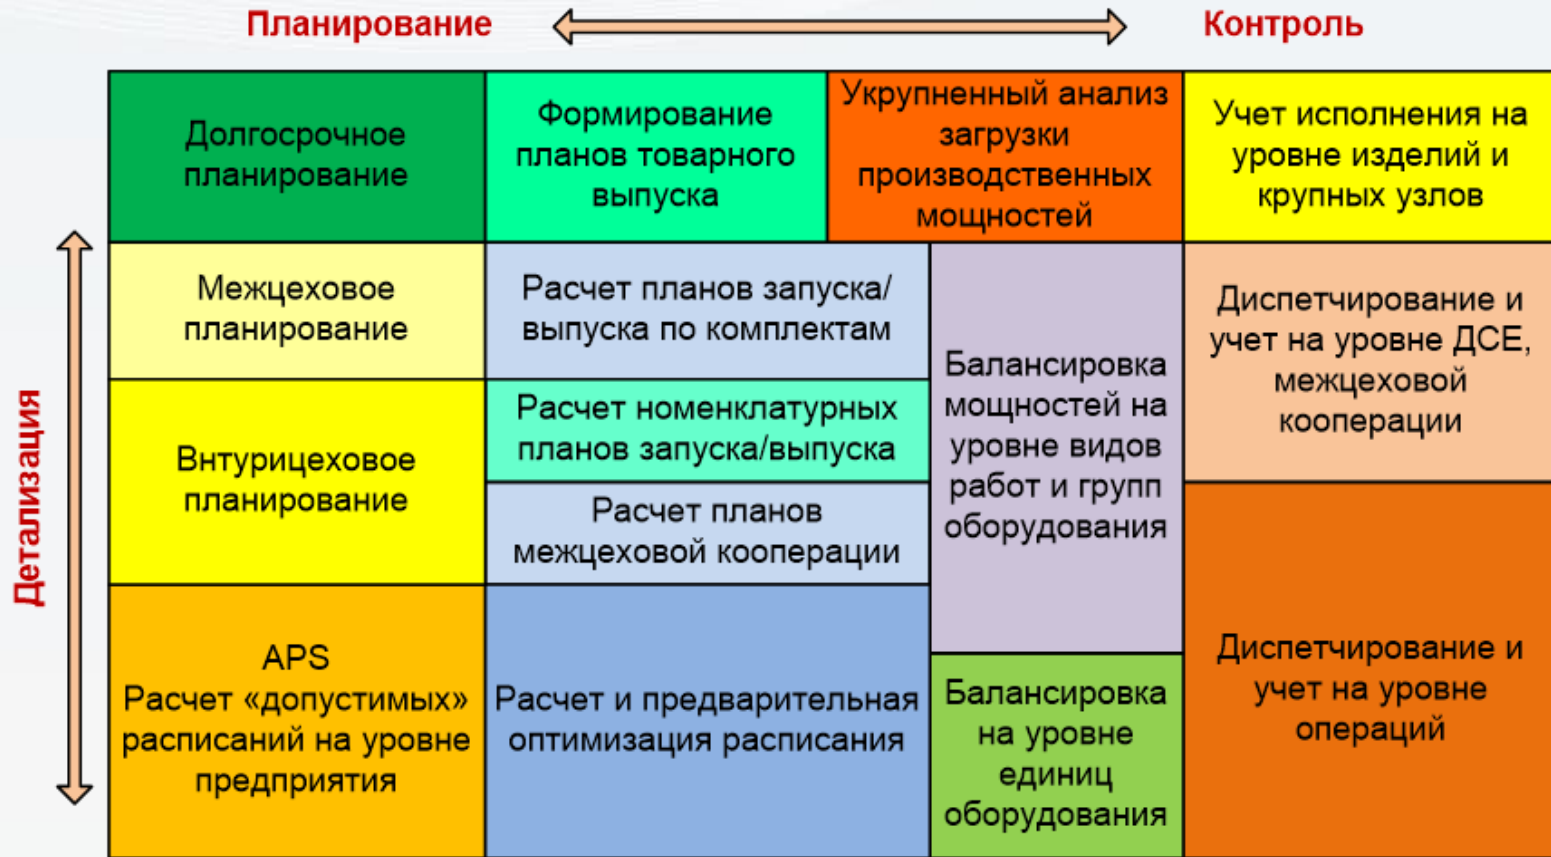 Планирование
Контроль
Долгосрочное
планирование
Формирование
планов товарного
выпуска
Укрупненный анализ
загрузки
производственных
мощностей
Учет исполнения на
уровне изделий и
крупных узлов
Детализация
Межцеховое
планирование
Расчет планов запуска/
выпуска по комплектам
Балансировка
мощностей на
уровне видов
работ и групп
оборудования
Диспетчирование и
учет на уровне ДСЕ,
межцеховой
кооперации
Внтурицеховое
планирование
Расчет номенклатурных
планов запуска/выпуска
Расчет планов
межцеховой кооперации
APS
Расчет «допустимых»
расписаний на уровне
предприятия
Расчет и предварительная
оптимизация расписания
Балансировка
на уровне
единиц
оборудования
Диспетчирование и
учет на уровне
операций